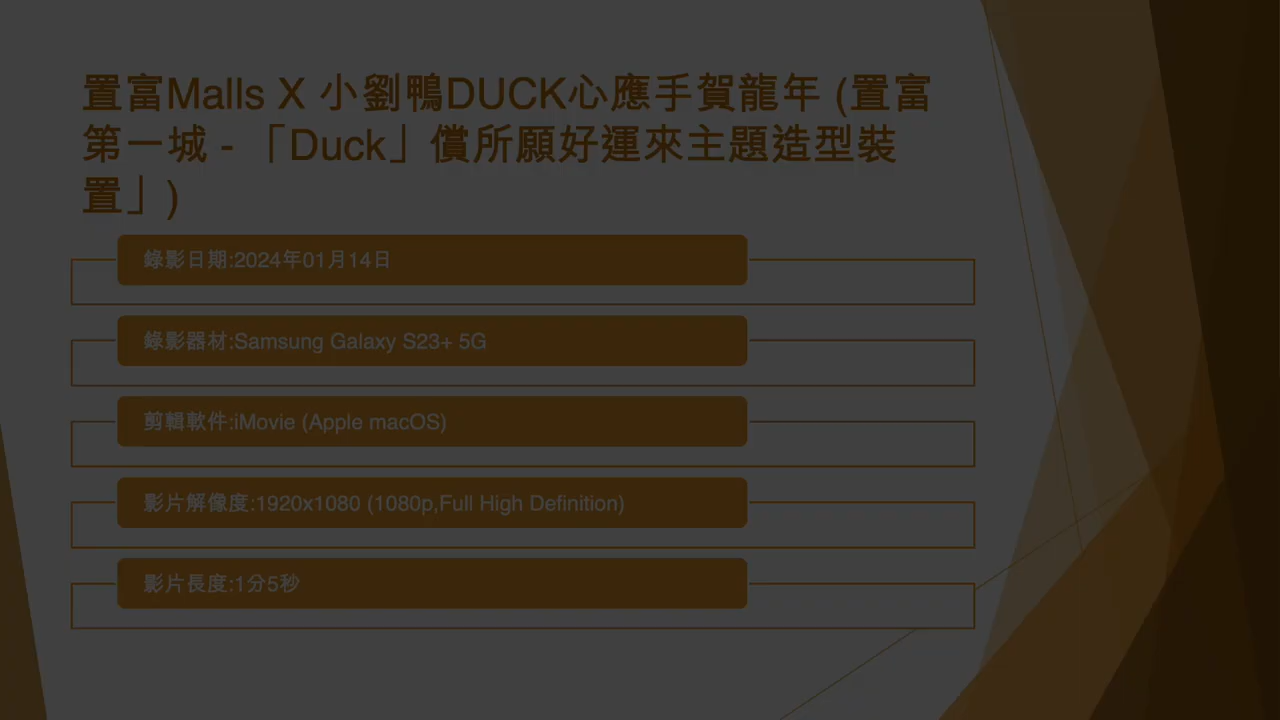 置富Malls X 小劉鴨DUCK心應手賀龍年 (置富
第一城 - 「Duck」償所願好運來主題造型裝
置」)
錄影日期:2024年01月14日
錄影器材:Samsung Galaxy S23+ 5G
剪輯軟件:iMovie (Apple macOS)
影片解像度:1920x1080 (1080p,Full High Definition)
影片長度:1分5秒